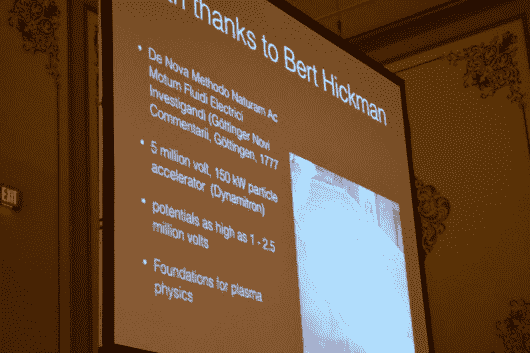 thanks to Bert Hickman
• De Nova Methodo Naturam Ac
Motum Fluidi Electrici
Investigandi (Göttinger Novi
Commentarii, Göttingen, 1777
• 5 million volt, 150 kW particle
accelerator (Dynamitron)
• potentials as high as 1 - 2.5
million volts
• Foundations for plasma
physics
EXIT